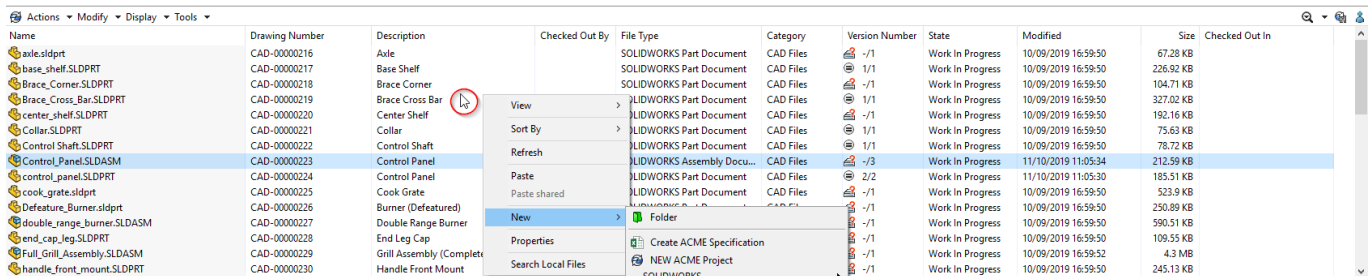 Actions Modify Display Tools
Name Drawing Number Description Checked Out By File Type Category Version Number State Modified Size Checked Out In
axle.sldprt CAD-00000216 Axle SOLIDWORKS Part Document CAD Files -/1 Work In Progress 10/09/2019 16:59:50 67.28 KB
base_shelf.SLDPRT CAD-00000217 Base Shelf SOLIDWORKS Part Document CAD Files 1/1 Work In Progress 10/09/2019 16:59:50 226.92 KB
Brace_Corner.SLDPRT CAD-00000218 Brace Corner SOLIDWORKS Part Document CAD Files -/1 Work In Progress 10/09/2019 16:59:50 104.71 KB
Brace_Cross_Bar.SLDPRT CAD-00000219 Brace Cross Bar View OLIDWORKS Part Document CAD Files 1/1 Work In Progress 10/09/2019 16:59:50 327.02 KB
center_shelf.SLDPRT CAD-00000220 Center Shelf OLIDWORKS Part Document CAD Files -/1 Work In Progress 10/09/2019 16:59:50 192.16 KB
Collar.SLDPRT CAD-00000221 Collar Sort By OLIDWORKS Part Document CAD Files 1/1 Work In Progress 10/09/2019 16:59:50 75.63 KB
Control Shaft.SLDPRT CAD-00000222 Control Shaft Refresh OLIDWORKS Part Document CAD Files 1/1 Work In Progress 10/09/2019 16:59:50 78.72 KB
Control_Panel.SLDASM CAD-00000223 Control Panel OLIDWORKS Assembly Docu... CAD Files -/3 Work In Progress 11/10/2019 11:05:34 212.59 KB
control_panel.SLDPRT CAD-00000224 Control Panel Paste OLIDWORKS Part Document CAD Files 2/2 Work In Progress 11/10/2019 11:05:30 185.51 KB
cook_grate.sldprt CAD-00000225 Cook Grate Paste shared OLIDWORKS Part Document CAD Files -/1 Work In Progress 10/09/2019 16:59:50 523.9 KB
Defeature_Burner.sldprt CAD-00000226 Burner (Defeatured) -/1 Work In Progress 10/09/2019 16:59:50 250.89 KB
double_range_burner.SLDASM CAD-00000227 Double Range Burner New Folder -/1 Work In Progress 10/09/2019 16:59:50 590.51 KB
end_cap_leg.SLDPRT CAD-00000228 End Leg Cap Properties Create ACME Specification -/1 Work In Progress 10/09/2019 16:59:50 109.55 KB
Full_Grill_Assembly.SLDASM CAD-00000229 Grill Assembly (Complete NEW ACME Project -/1 Work In Progress 10/09/2019 16:59:52 4.3 MB
handle_front_mount.SLDPRT CAD-00000230 Handle Front Mount Search Local Files SOLIDWORKS -/1 Work In Progress 10/09/2019 16:59:50 245.13 KB